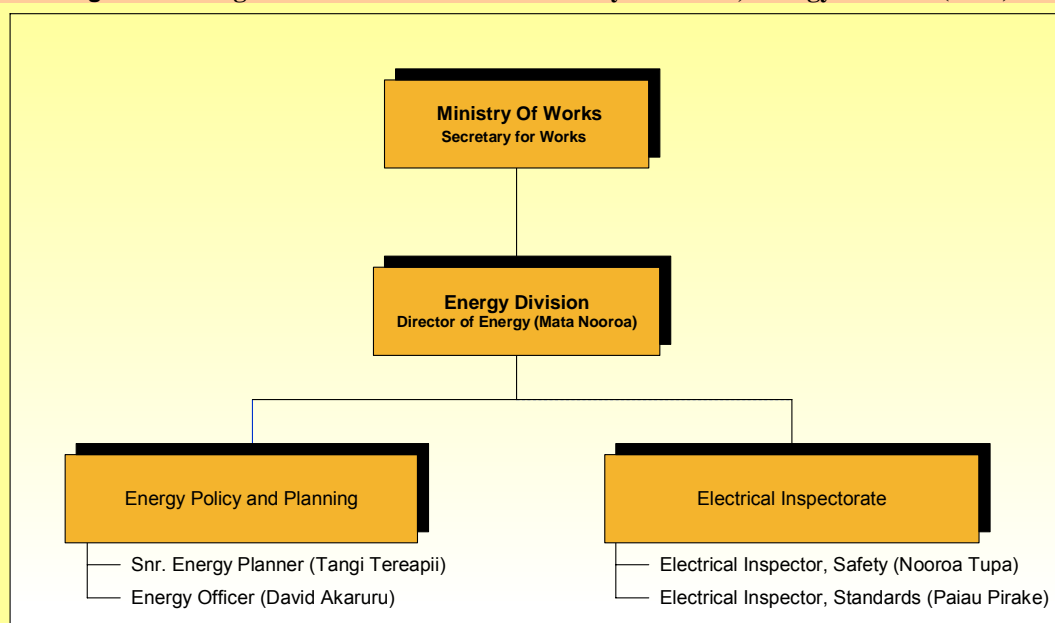 Ministry Of Works
Secretary for Works
Energy Division
Director of Energy (Mata Nooroa)
Energy Policy and Planning
Snr. Energy Planner (Tangi Tereapii)
Energy Officer (David Akaruru)
Electrical Inspectorate
Electrical Inspector, Safety (Nooroa Tupa)
Electrical Inspector, Standards (Paiau Pirake)